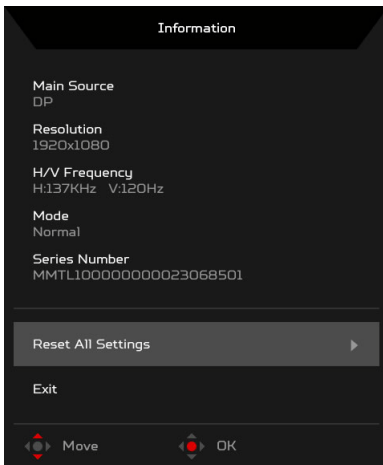 Information
Main Source
DP
Resolution
1920x1080
H/V Frequency
H:137KHz V:120Hz
Mode
Normal
Series Number
MMTL100000000023068501
Reset All Settings
Exit
Move OK